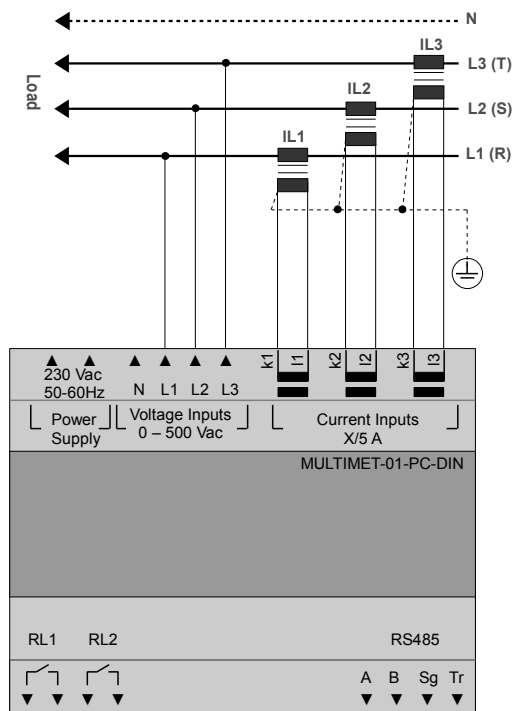 N
IL3
L3 (T)
Load
IL2
L2 (S)
IL1
L1 (R)
k1 l1 k2 l2 k3 l3
230 Vac
50-60Hz
N L1 L2 L3
Power
Supply
Voltage Inputs
0 – 500 Vac
Current Inputs
X/5 A
MULTIMET-01-PC-DIN
RL1 RL2 RS485
A B Sg Tr